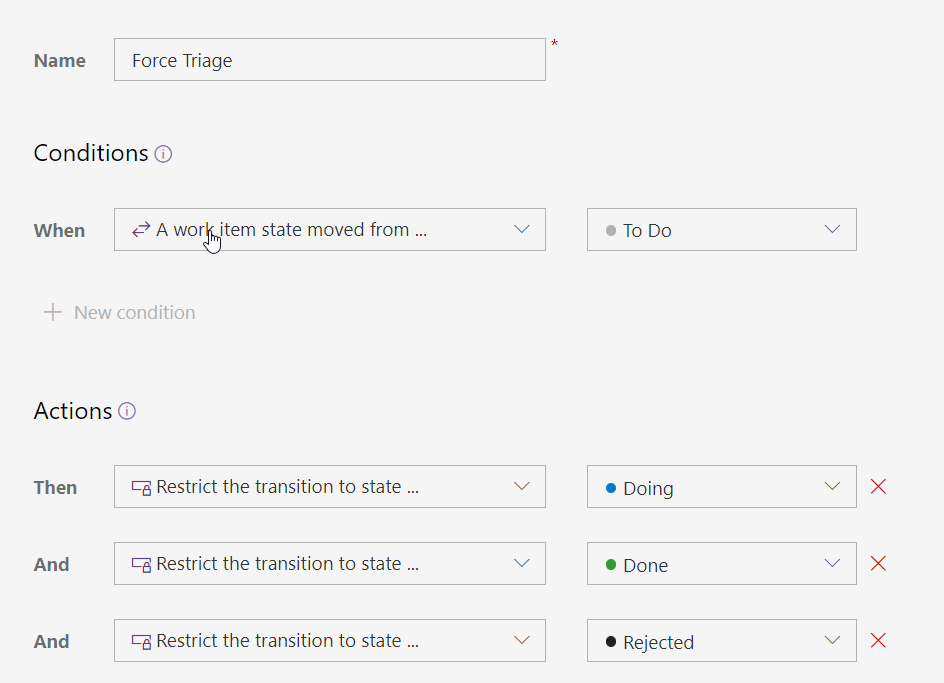 Name Force Triage *
Conditions
When A work item state moved from ... To Do
New condition
Actions
Then Restrict the transition to state ... Doing
And Restrict the transition to state ... Done
And Restrict the transition to state ... Rejected